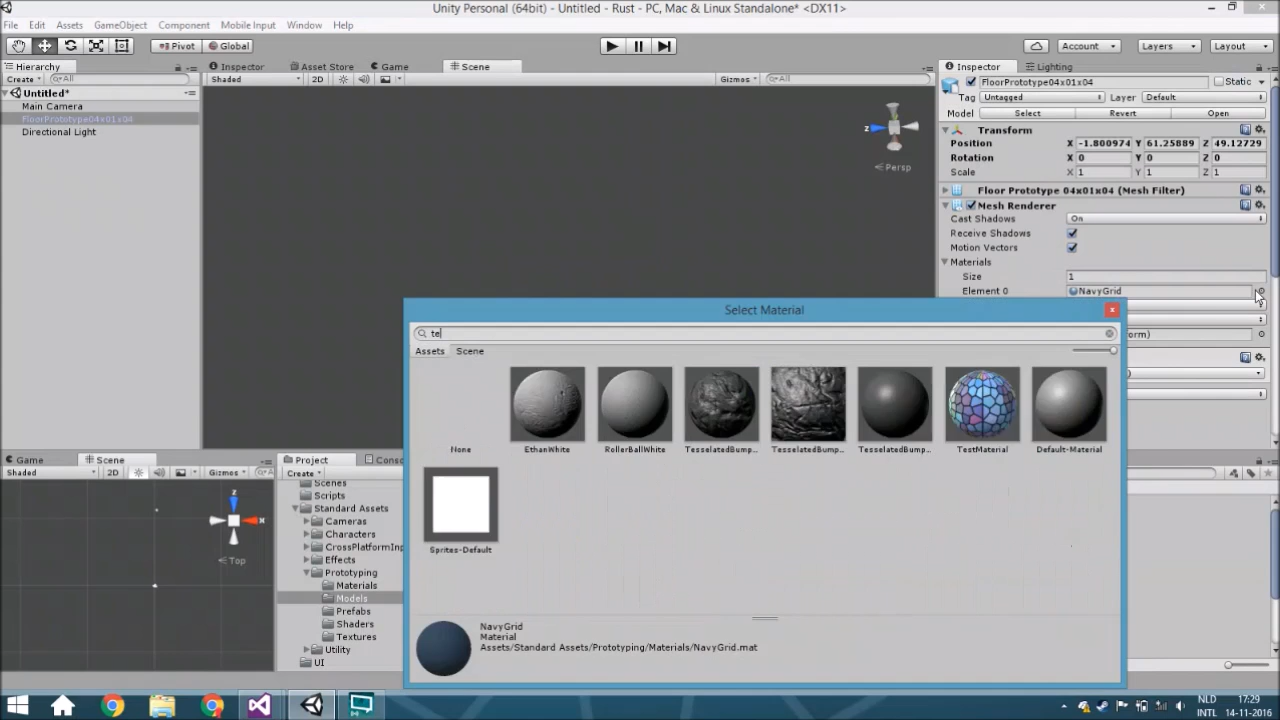 Unity Personal (64bit) - Untitled - Rust - PC, Mac & Linux Standalone* <DX11>
File Edit Assets GameObject Component Mobile Input Window Help
Pivot Global Account Layers Layout
Hierarchy Inspector Asset Store Game Scene Inspector Lighting
Create All Shaded 2D Gizmos All
FloorPrototype04x01x04 Static
Untitled*
Tag Untagged Layer Default
Main Camera
Model Select Revert Open
FloorPrototype04x01x04
Directional Light
Transform
Position X -1.800974 Y 61.25889 Z 49.12729
Rotation X 0 Y 0 Z 0
Scale X 1 Y 1 Z 1
z
Persp
Floor Prototype 04x01x04 (Mesh Filter)
Mesh Renderer
Cast Shadows On
Receive Shadows
Motion Vectors
Materials
Size 1
Element 0 NavyGrid
Select Material
te
Assets Scene
None EthanWhite RollerBallWhite TesselatedBump... TesselatedBump... TesselatedBump... TestMaterial Default-Material
Sprites-Default
NavyGrid
Material
Assets/Standard Assets/Prototyping/Materials/NavyGrid.mat
Game Scene
Shaded 2D Gizmos
z
x
Top
Project
Create
Scenes
Scripts
Standard Assets
Cameras
Characters
CrossPlatformInp
Effects
Prototyping
Materials
Models
Prefabs
Shaders
Textures
Utility
UI
NLD 17:29
INTL 14-11-2016